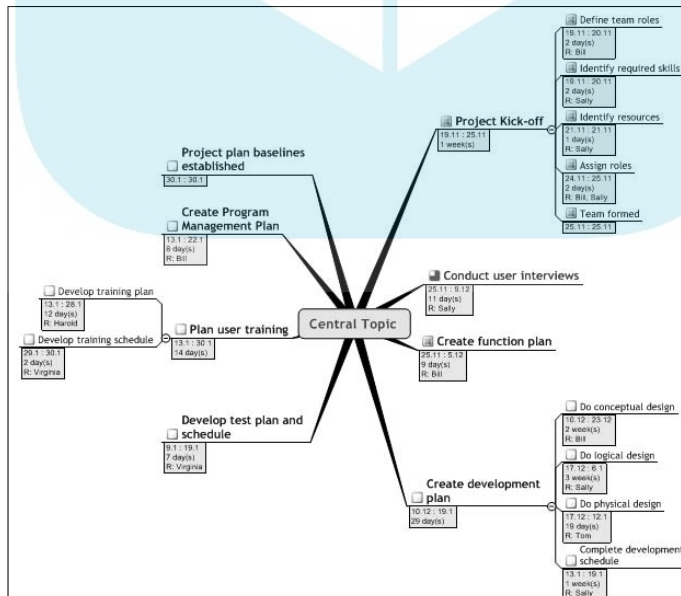 Define team roles
19.11 : 20.11
2 day(s)
R: Bill
Identify required skills
19.11 : 20.11
2 day(s)
R: Sally
Project Kick-off
19.11 : 25.11
1 week(s)
Identify resources
21.11 : 21.11
1 day(s)
R: Sally
Assign roles
24.11 : 25.11
2 day(s)
R: Bill, Sally
Team formed
25.11 : 25.11
Conduct user interviews
25.11 : 9.12
11 day(s)
R: Sally
Create function plan
25.11 : 5.12
9 day(s)
R: Bill
Create development
plan
10.12 : 19.1
29 day(s)
Do conceptual design
10.12 : 23.12
2 week(s)
R: Bill
Do logical design
17.12 : 6.1
3 week(s)
R: Sally
Do physical design
17.12 : 12.1
19 day(s)
R: Tom
Complete development
schedule
13.1 : 19.1
1 week(s)
R: Sally
Central Topic
Project plan baselines
established
30.1 : 30.1
Create Program
Management Plan
13.1 : 22.1
8 day(s)
R: Bill
Plan user training
13.1 : 30.1
14 day(s)
Develop training plan
13.1 : 28.1
12 day(s)
R: Harold
Develop training schedule
29.1 : 30.1
2 day(s)
R: Virginia
Develop test plan and
schedule
9.1 : 19.1
7 day(s)
R: Virginia